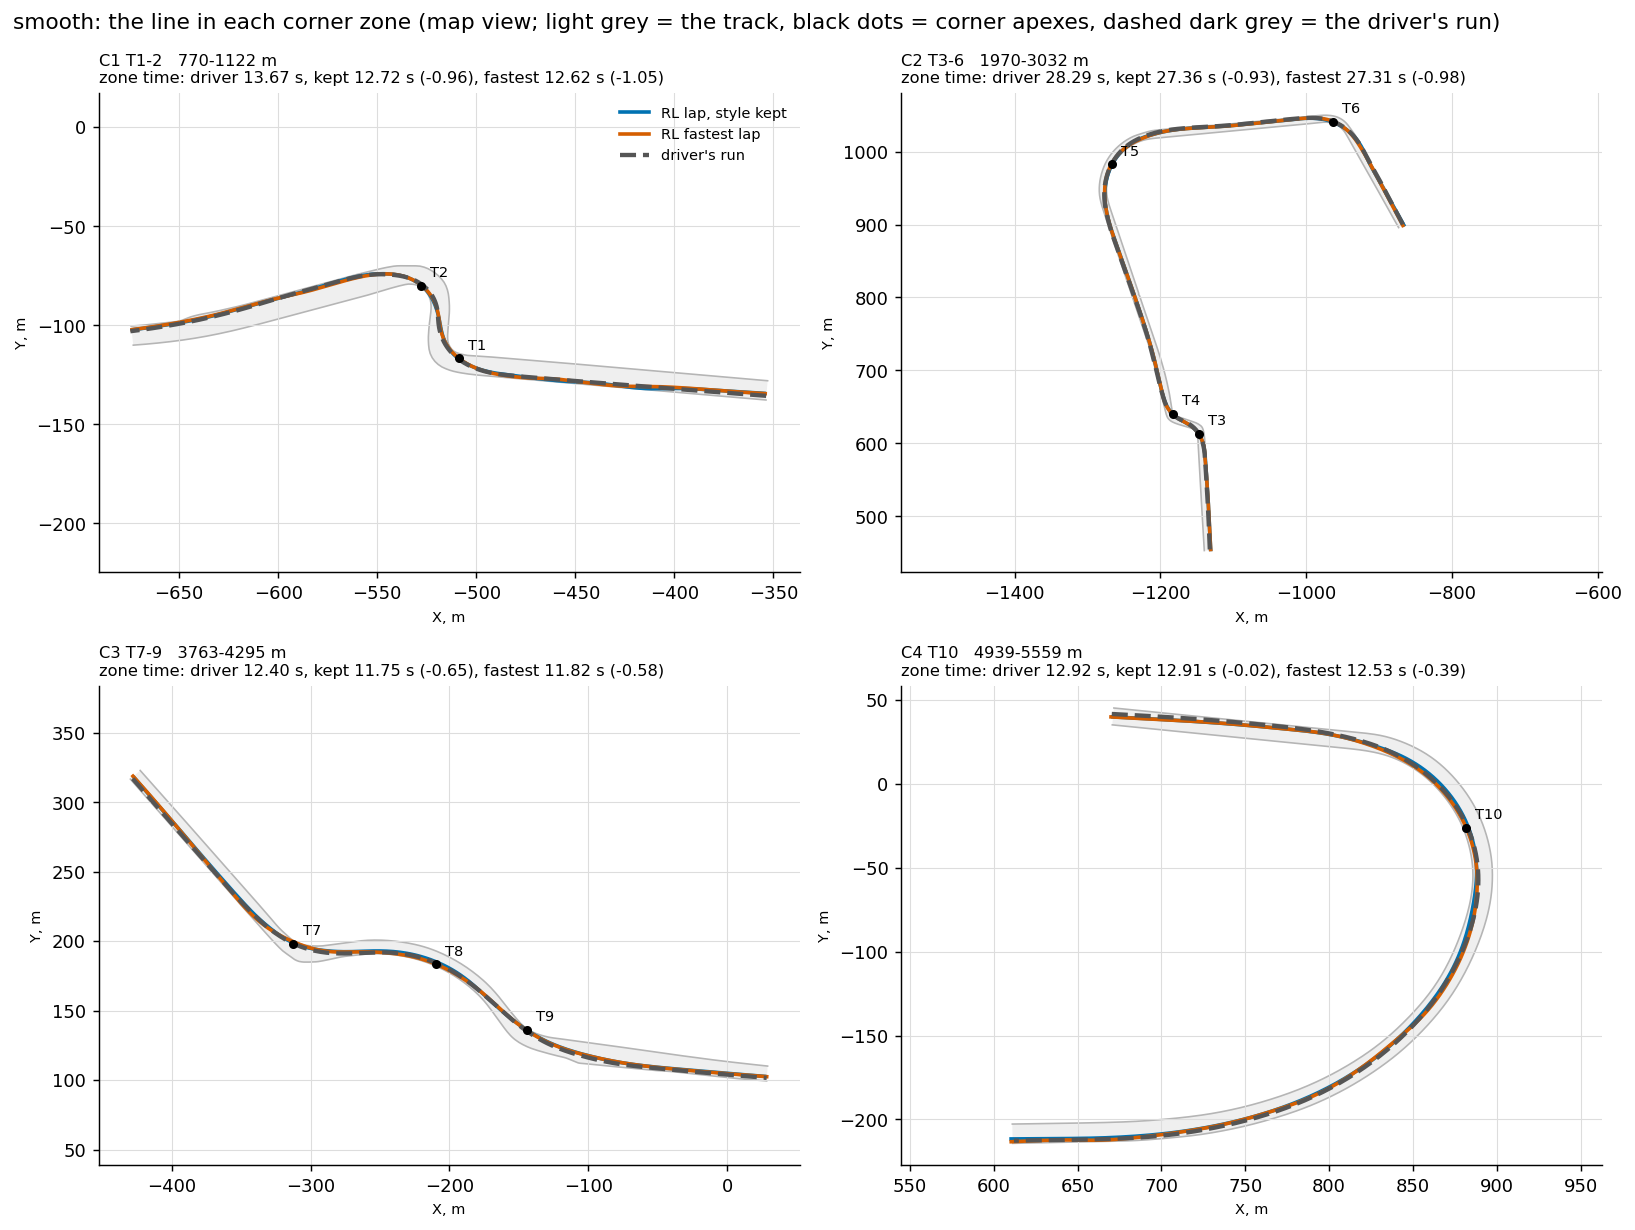 smooth: the line in each corner zone (map view; light grey = the track, black dots = corner apexes, dashed dark grey = the driver's run)
C1 T1-2   770-1122 m
zone time: driver 13.67 s, kept 12.72 s (-0.96), fastest 12.62 s (-1.05)
RL lap, style kept
RL fastest lap
driver's run
T2
T1
0
−50
−100
−150
−200
Y, m
−650
−600
−550
−500
−450
−400
−350
X, m
C2 T3-6   1970-3032 m
zone time: driver 28.29 s, kept 27.36 s (-0.93), fastest 27.31 s (-0.98)
T6
T5
T4
T3
1000
900
800
700
600
500
Y, m
−1400
−1200
−1000
−800
−600
X, m
C3 T7-9   3763-4295 m
zone time: driver 12.40 s, kept 11.75 s (-0.65), fastest 11.82 s (-0.58)
T7
T8
T9
350
300
250
200
150
100
50
Y, m
−400
−300
−200
−100
0
X, m
C4 T10   4939-5559 m
zone time: driver 12.92 s, kept 12.91 s (-0.02), fastest 12.53 s (-0.39)
T10
50
0
−50
−100
−150
−200
Y, m
550
600
650
700
750
800
850
900
950
X, m